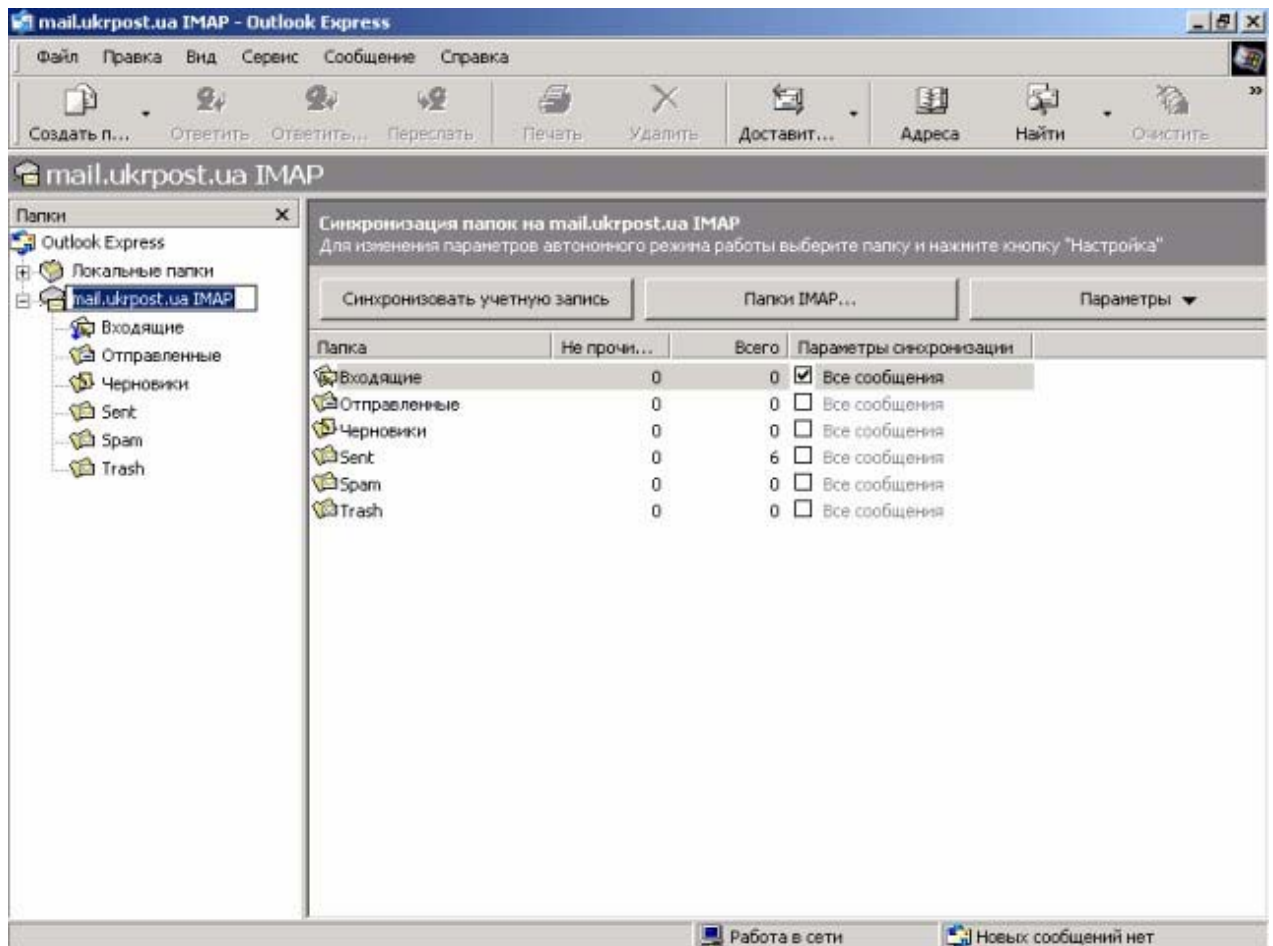 mail.ukrpost.ua IMAP - Outlook Express
Файл Правка Вид Сервис Сообщение Справка
Создать п... Ответить Ответить... Переслать Печать Удалить Доставит... Адреса Найти Очистить »
mail.ukrpost.ua IMAP
Папки
Outlook Express
Локальные папки
mail.ukrpost.ua IMAP
Входящие
Отправленные
Черновики
Sent
Spam
Trash
Синхронизация папок на mail.ukrpost.ua IMAP
Для изменения параметров автономного режима работы выберите папку и нажмите кнопку "Настройка"
Синхронизовать учетную запись Папки IMAP... Параметры
Папка Не прочи... Всего Параметры синхронизации
Входящие 0 0 Все сообщения
Отправленные 0 0 Все сообщения
Черновики 0 0 Все сообщения
Sent 0 6 Все сообщения
Spam 0 0 Все сообщения
Trash 0 0 Все сообщения
Работа в сети Новых сообщений нет